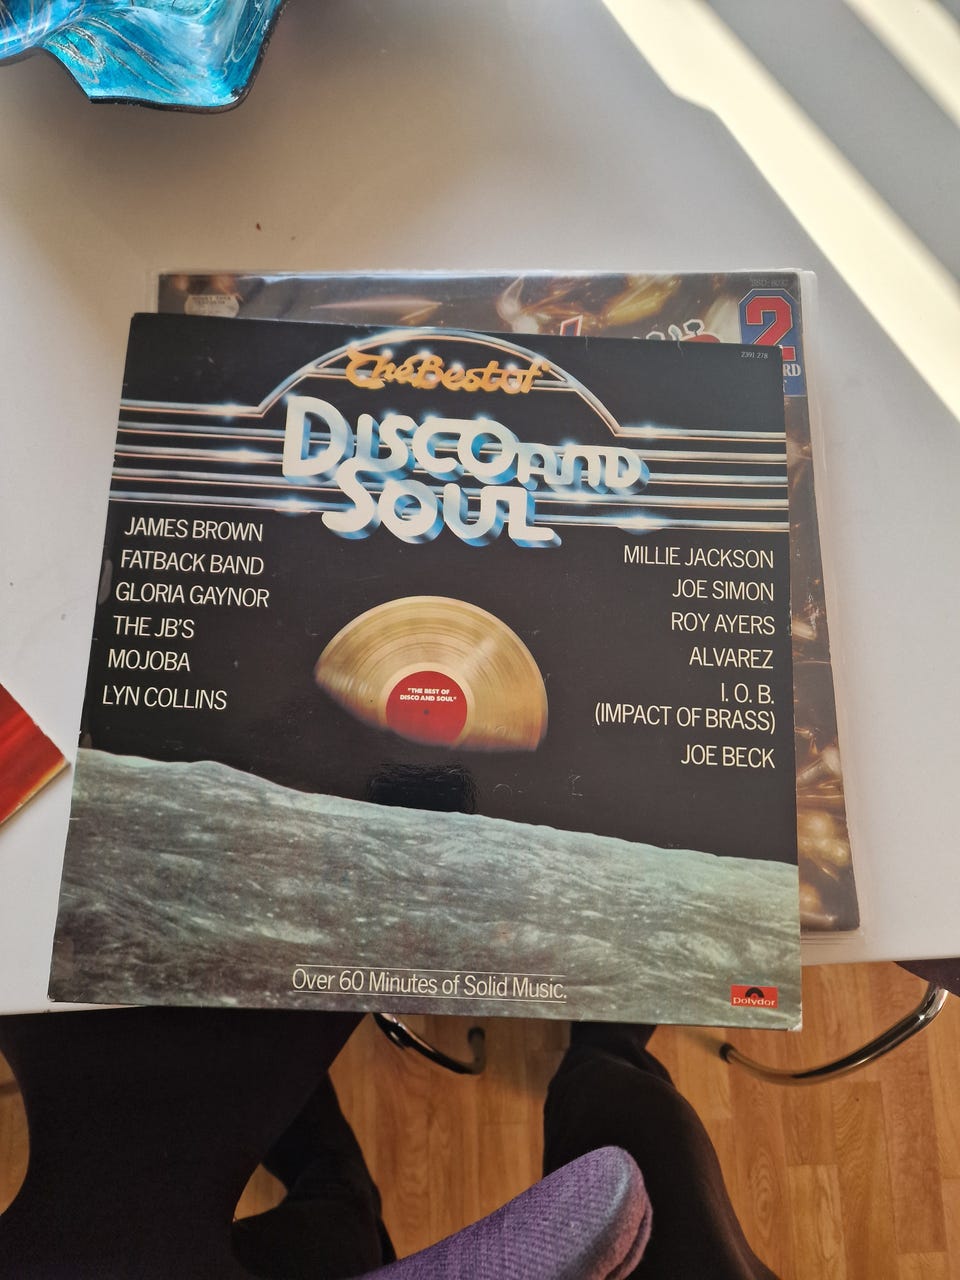 2
RD
2391 278
The Best of
DISCO AND
SOUL
JAMES BROWN
FATBACK BAND
GLORIA GAYNOR
THE JB'S
MOJOBA
LYN COLLINS
MILLIE JACKSON
JOE SIMON
ROY AYERS
ALVAREZ
I. O. B.
(IMPACT OF BRASS)
JOE BECK
"THE BEST OF
DISCO AND SOUL"
Over 60 Minutes of Solid Music.
polydor